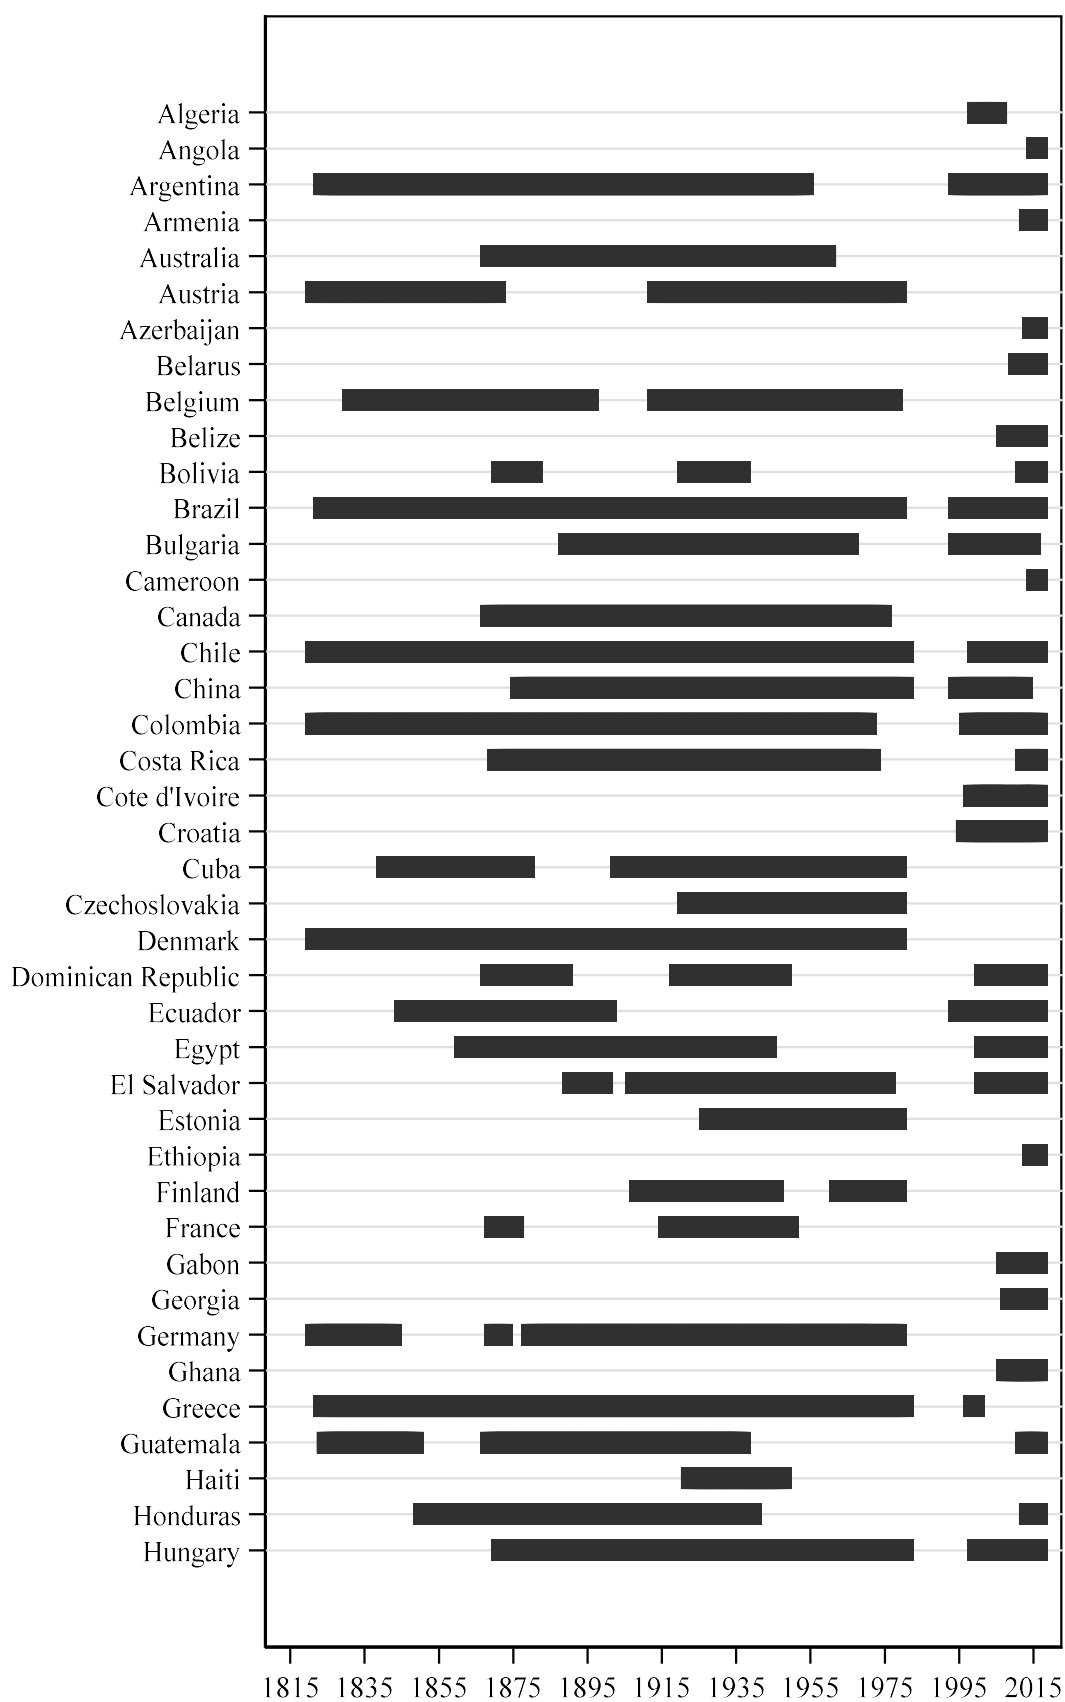 Algeria
Angola
Argentina
Armenia
Australia
Austria
Azerbaijan
Belarus
Belgium
Belize
Bolivia
Brazil
Bulgaria
Cameroon
Canada
Chile
China
Colombia
Costa Rica
Cote d'Ivoire
Croatia
Cuba
Czechoslovakia
Denmark
Dominican Republic
Ecuador
Egypt
El Salvador
Estonia
Ethiopia
Finland
France
Gabon
Georgia
Germany
Ghana
Greece
Guatemala
Haiti
Honduras
Hungary
1815 1835 1855 1875 1895 1915 1935 1955 1975 1995 2015